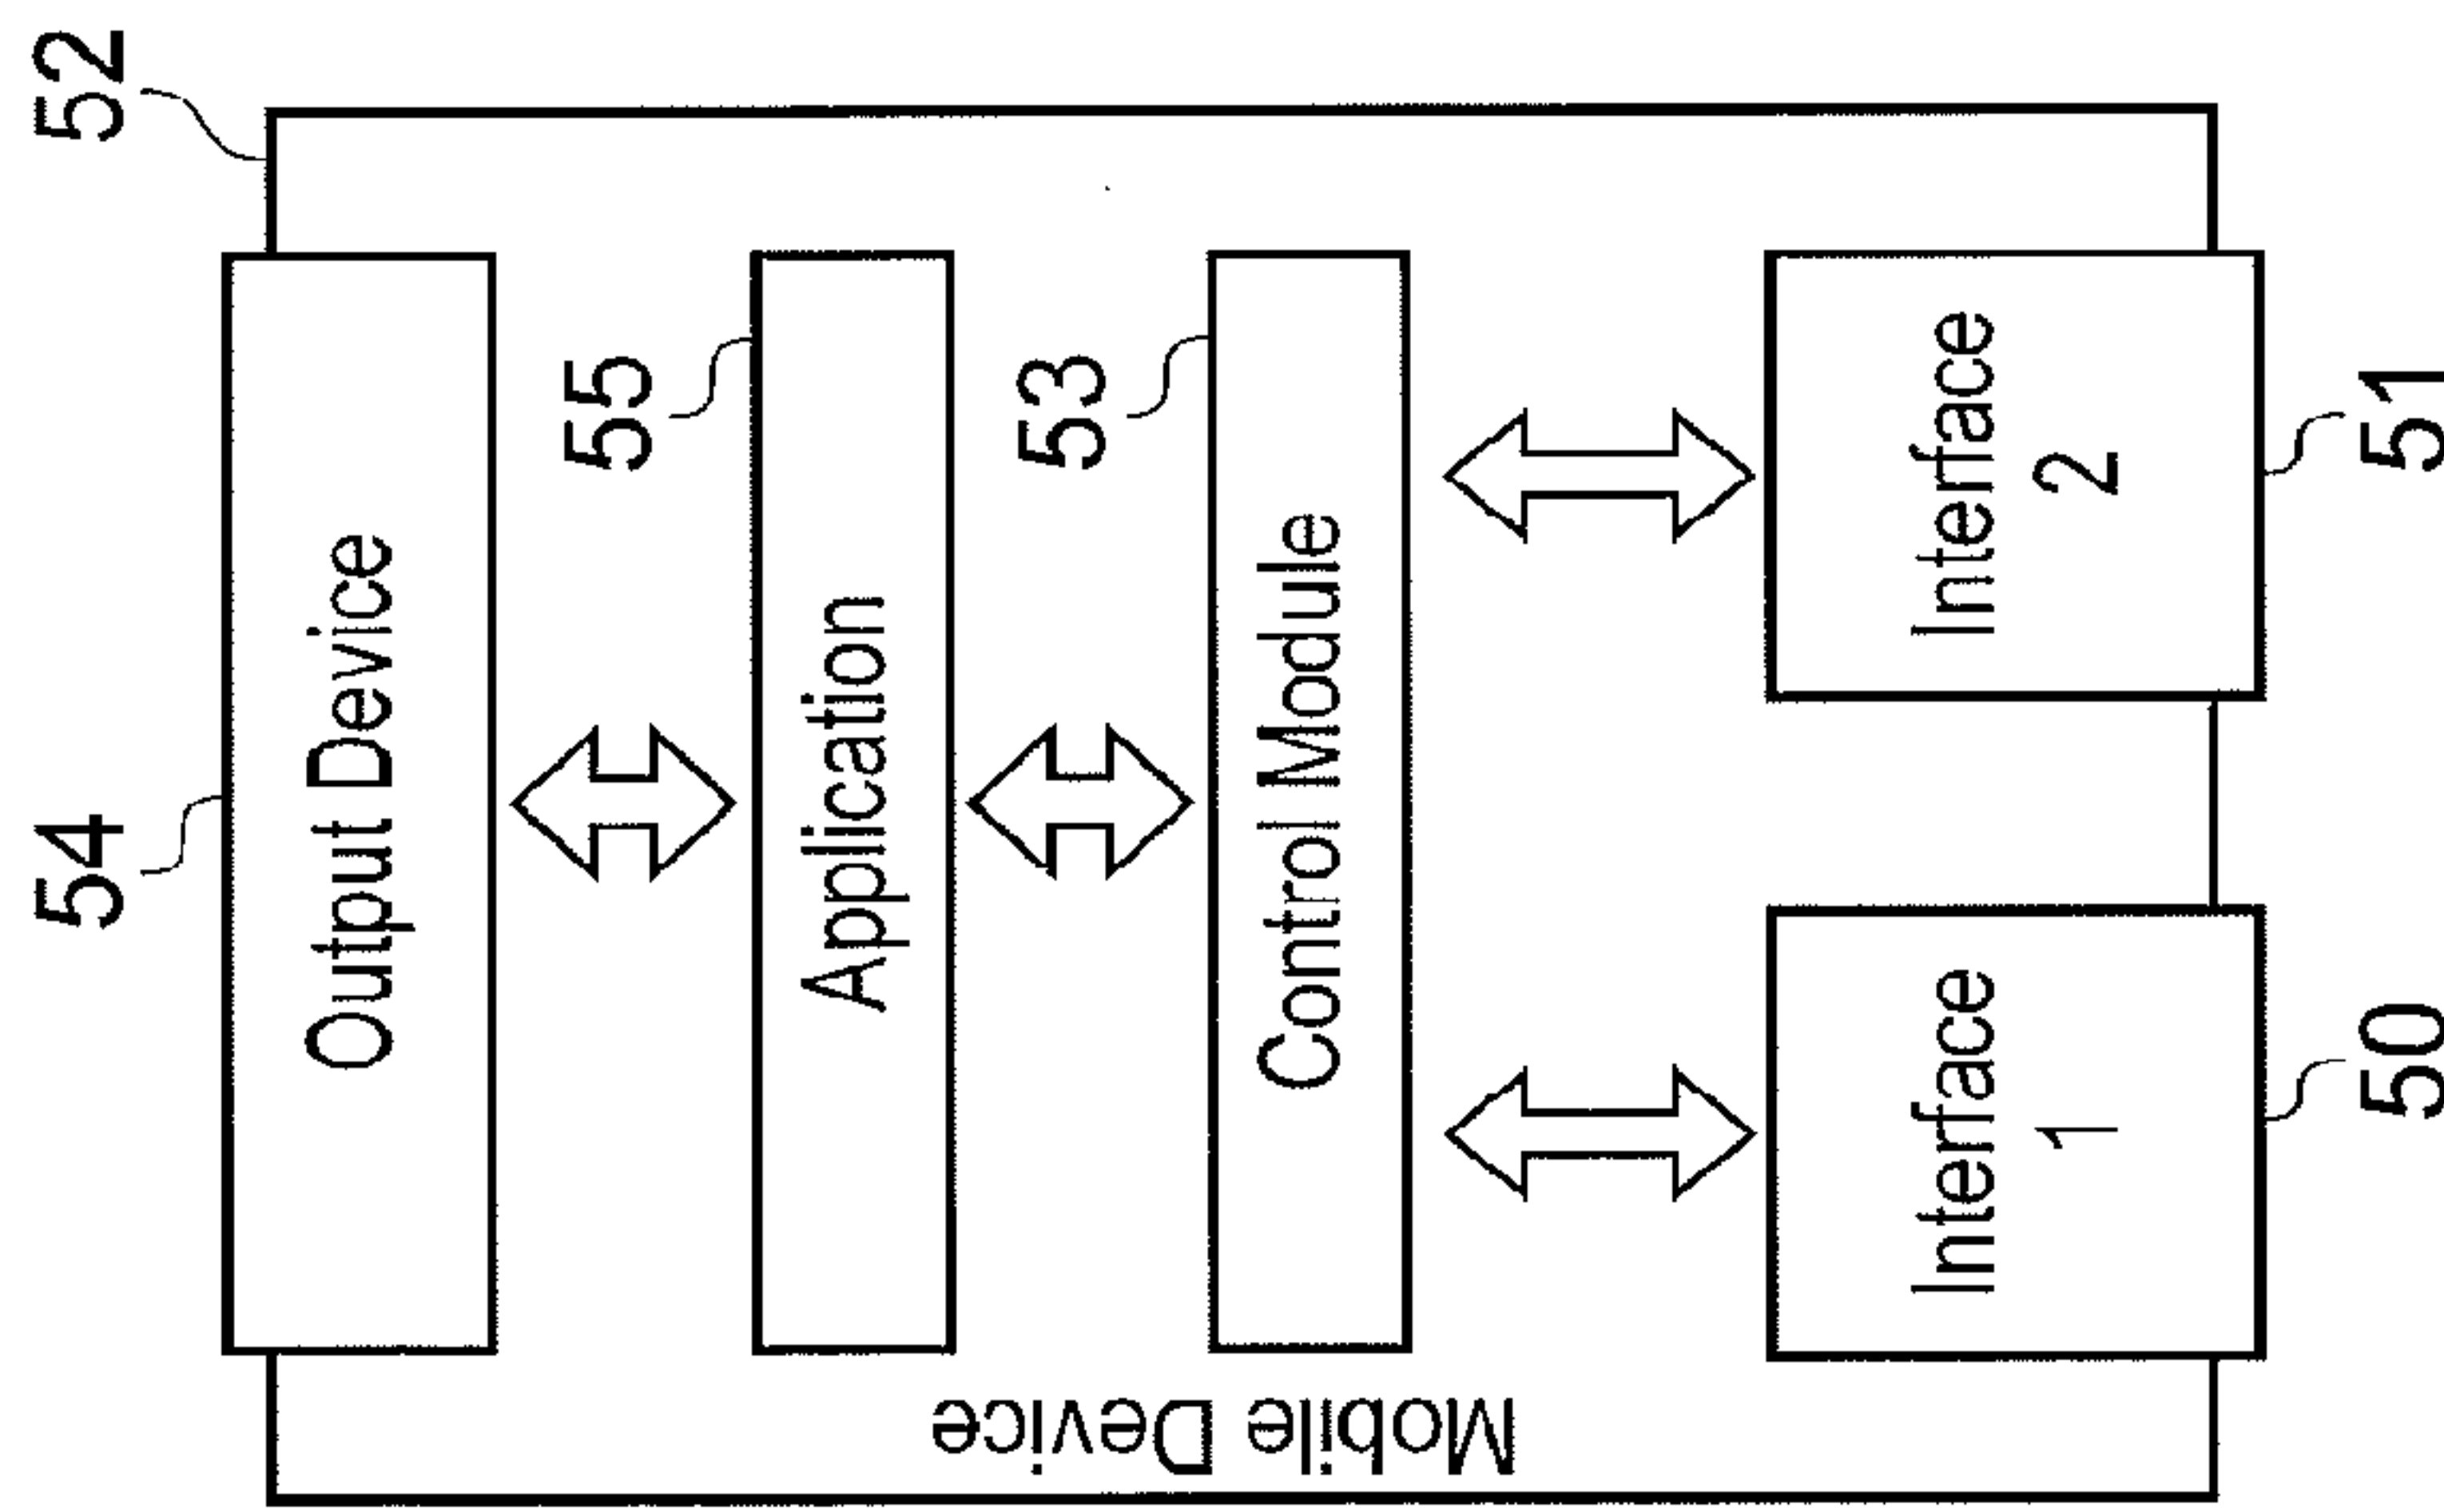 52
54
Output Device
55
Application
53
Control Module
Interface
1
Interface
2
50
51
Mobile Device